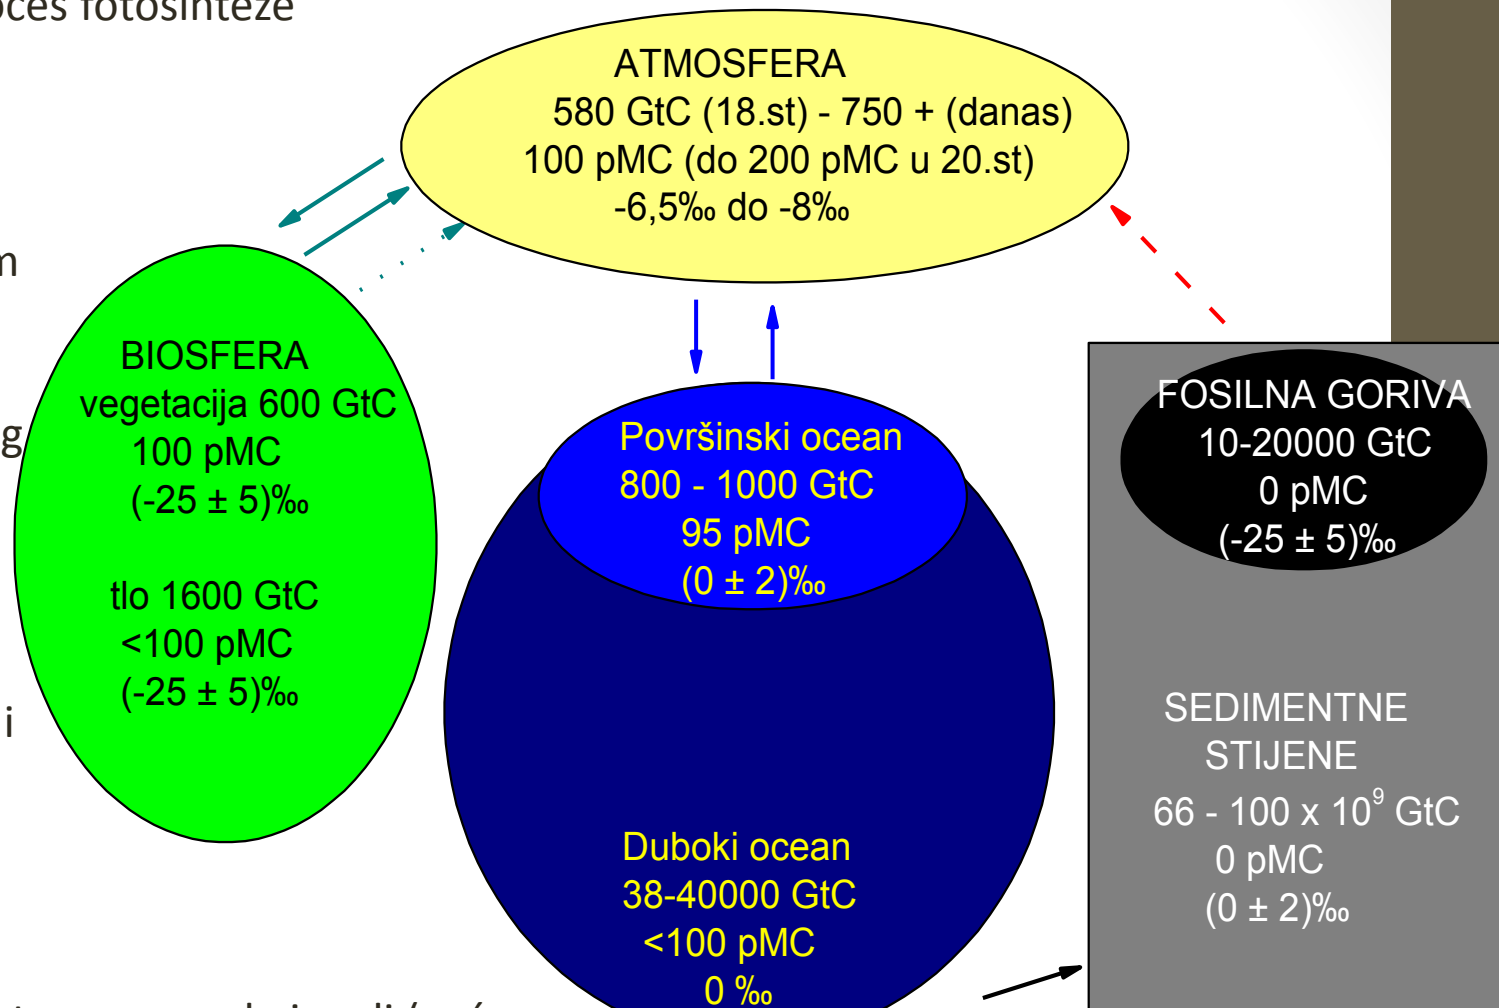 fotosinteze
ATMOSFERA
580 GtC (18.st) - 750 + (danas)
100 pMC (do 200 pMC u 20.st)
-6,5‰ do -8‰
BIOSFERA
vegetacija 600 GtC
100 pMC
(-25 ± 5)‰
tlo 1600 GtC
<100 pMC
(-25 ± 5)‰
i
Površinski ocean
800 - 1000 GtC
95 pMC
(0 ± 2)‰
Duboki ocean
38-40000 GtC
<100 pMC
0 ‰
FOSILNA GORIVA
10-20000 GtC
0 pMC
(-25 ± 5)‰
SEDIMENTNE
STIJENE
66 - 100 x 10⁹ GtC
0 pMC
(0 ± 2)‰